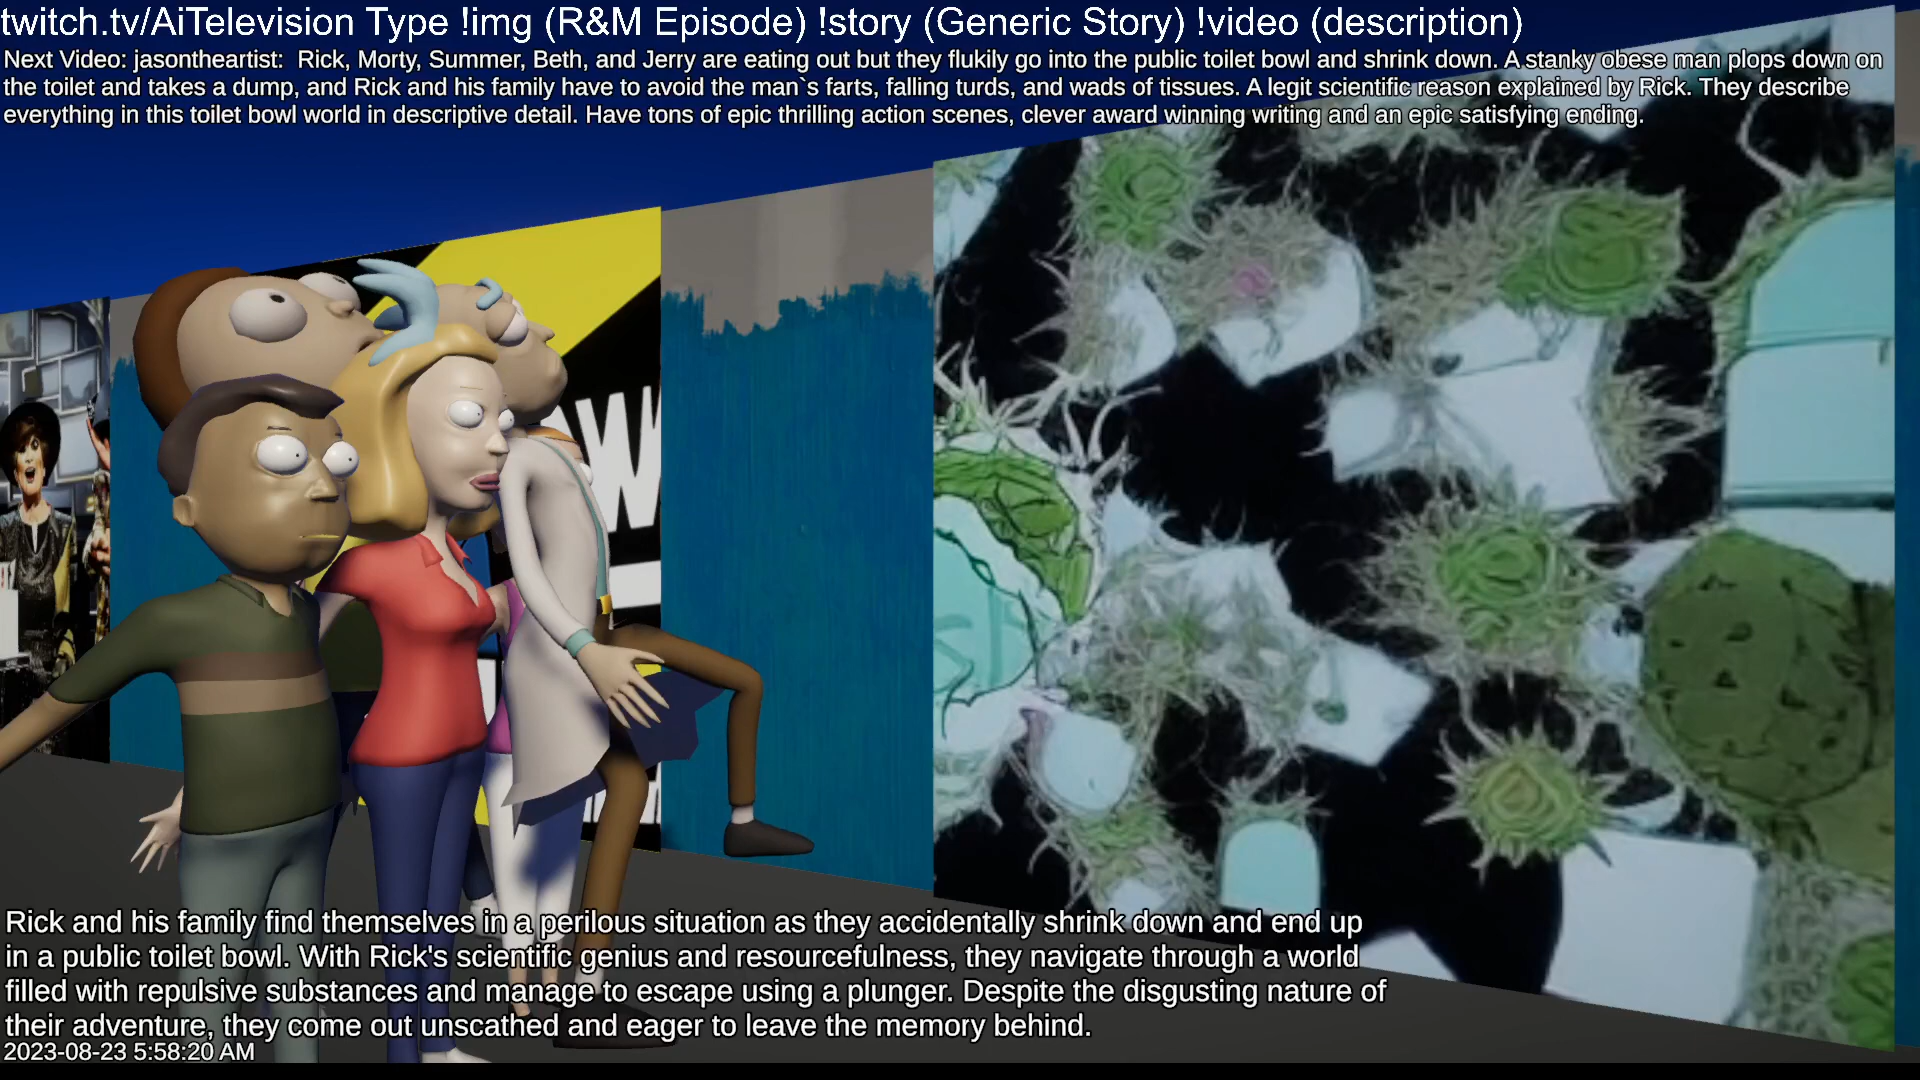 twitch.tv/AiTelevision Type !img (R&M Episode) !story (Generic Story) !video (description)
Next Video: jasontheartist:  Rick, Morty, Summer, Beth, and Jerry are eating out but they flukily go into the public toilet bowl and shrink down. A stanky obese man plops down on
the toilet and takes a dump, and Rick and his family have to avoid the man`s farts, falling turds, and wads of tissues. A legit scientific reason explained by Rick. They describe
everything in this toilet bowl world in descriptive detail. Have tons of epic thrilling action scenes, clever award winning writing and an epic satisfying ending.
Rick and his family find themselves in a perilous situation as they accidentally shrink down and end up
in a public toilet bowl. With Rick's scientific genius and resourcefulness, they navigate through a world
filled with repulsive substances and manage to escape using a plunger. Despite the disgusting nature of
their adventure, they come out unscathed and eager to leave the memory behind.
2023-08-23 5:58:20 AM